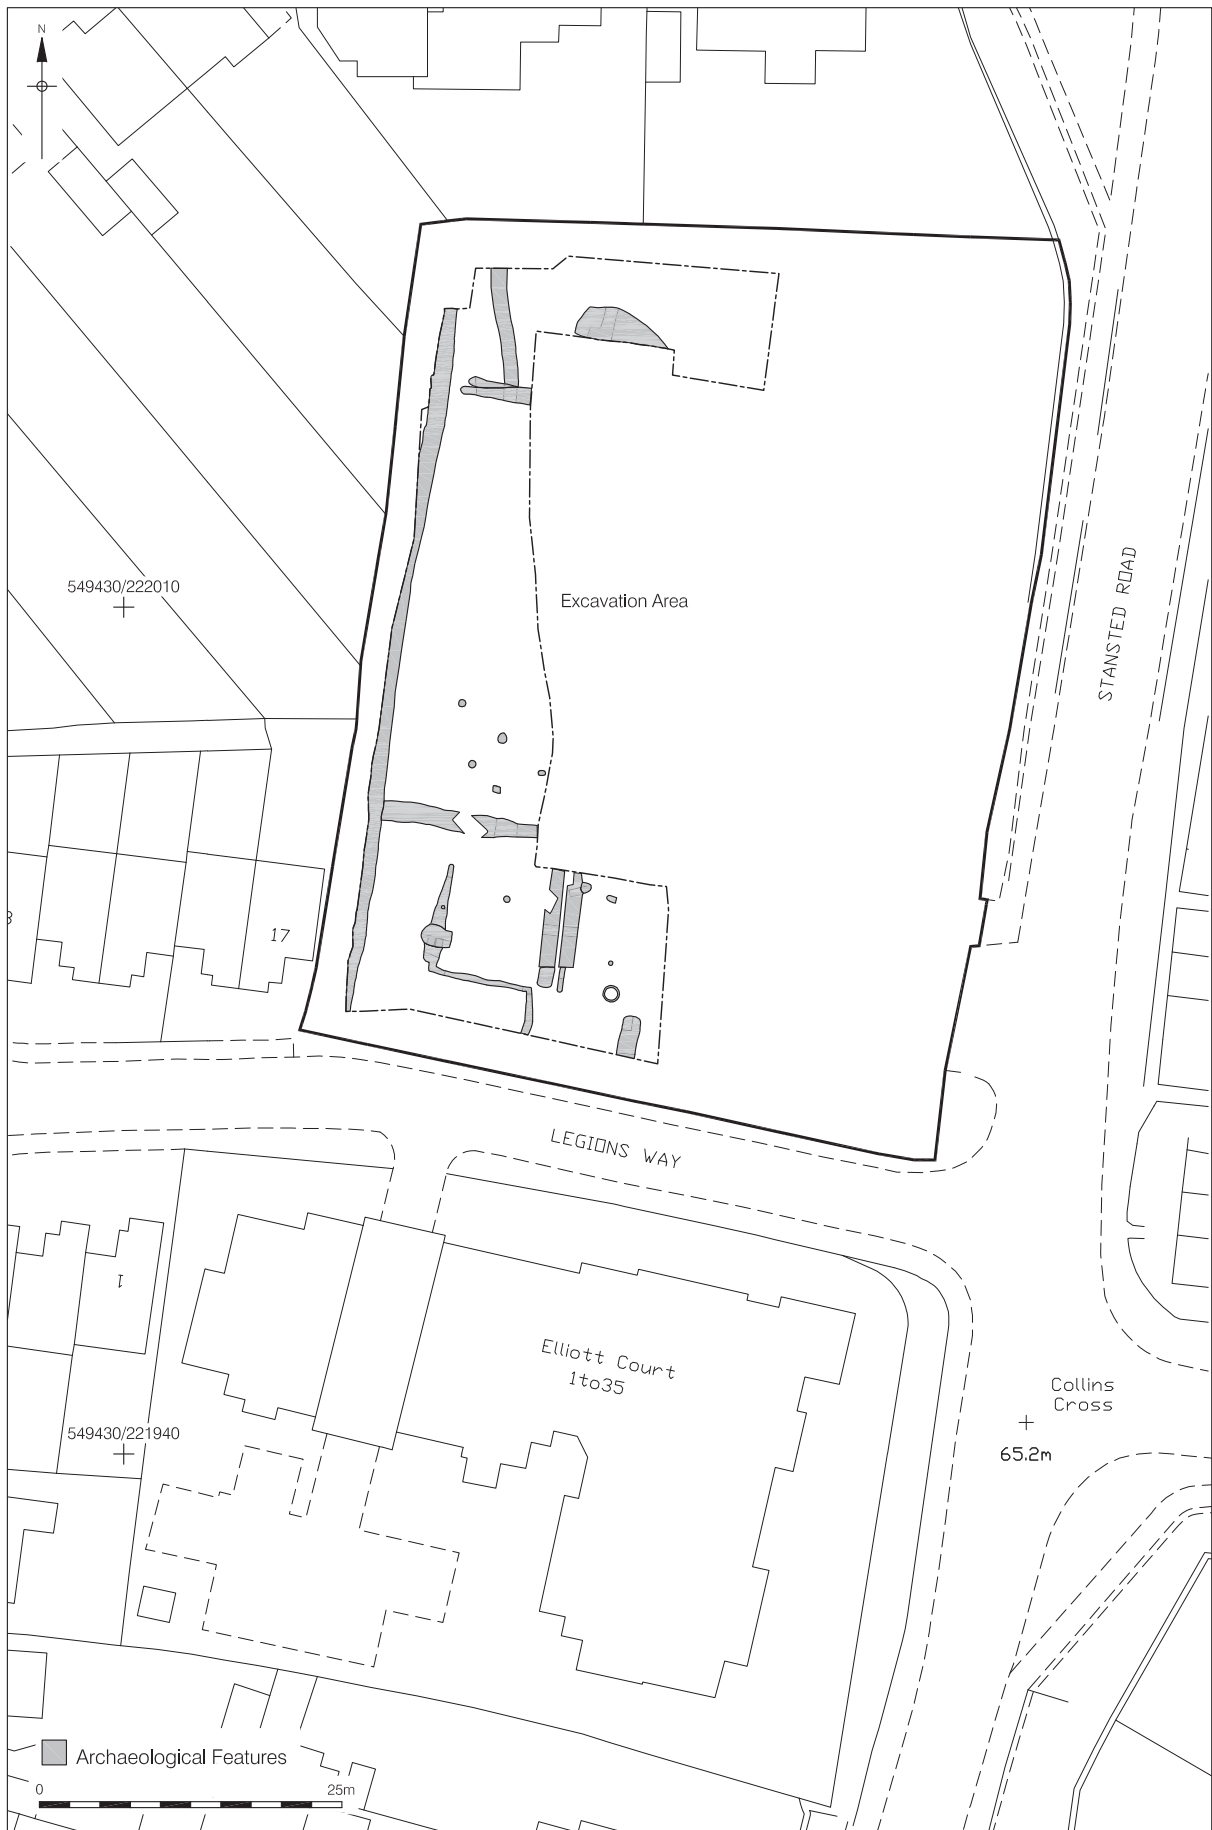 N
549430/222010
Excavation Area
STANSTED ROAD
17
LEGIONS WAY
1
Elliott Court
1to35
Collins
Cross
65.2m
549430/221940
Archaeological Features
0
25m